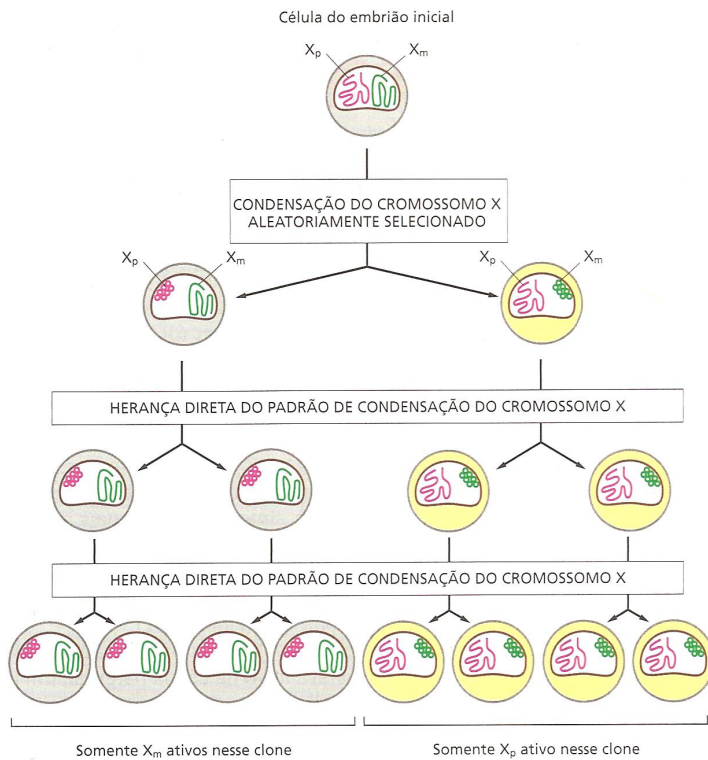 Célula do embrião inicial
Xp Xm
CONDENSAÇÃO DO CROMOSSOMO X
ALEATORIAMENTE SELECIONADO
Xp Xm Xp Xm
HERANÇA DIRETA DO PADRÃO DE CONDENSAÇÃO DO CROMOSSOMO X
HERANÇA DIRETA DO PADRÃO DE CONDENSAÇÃO DO CROMOSSOMO X
Somente Xm ativos nesse clone
Somente Xp ativo nesse clone